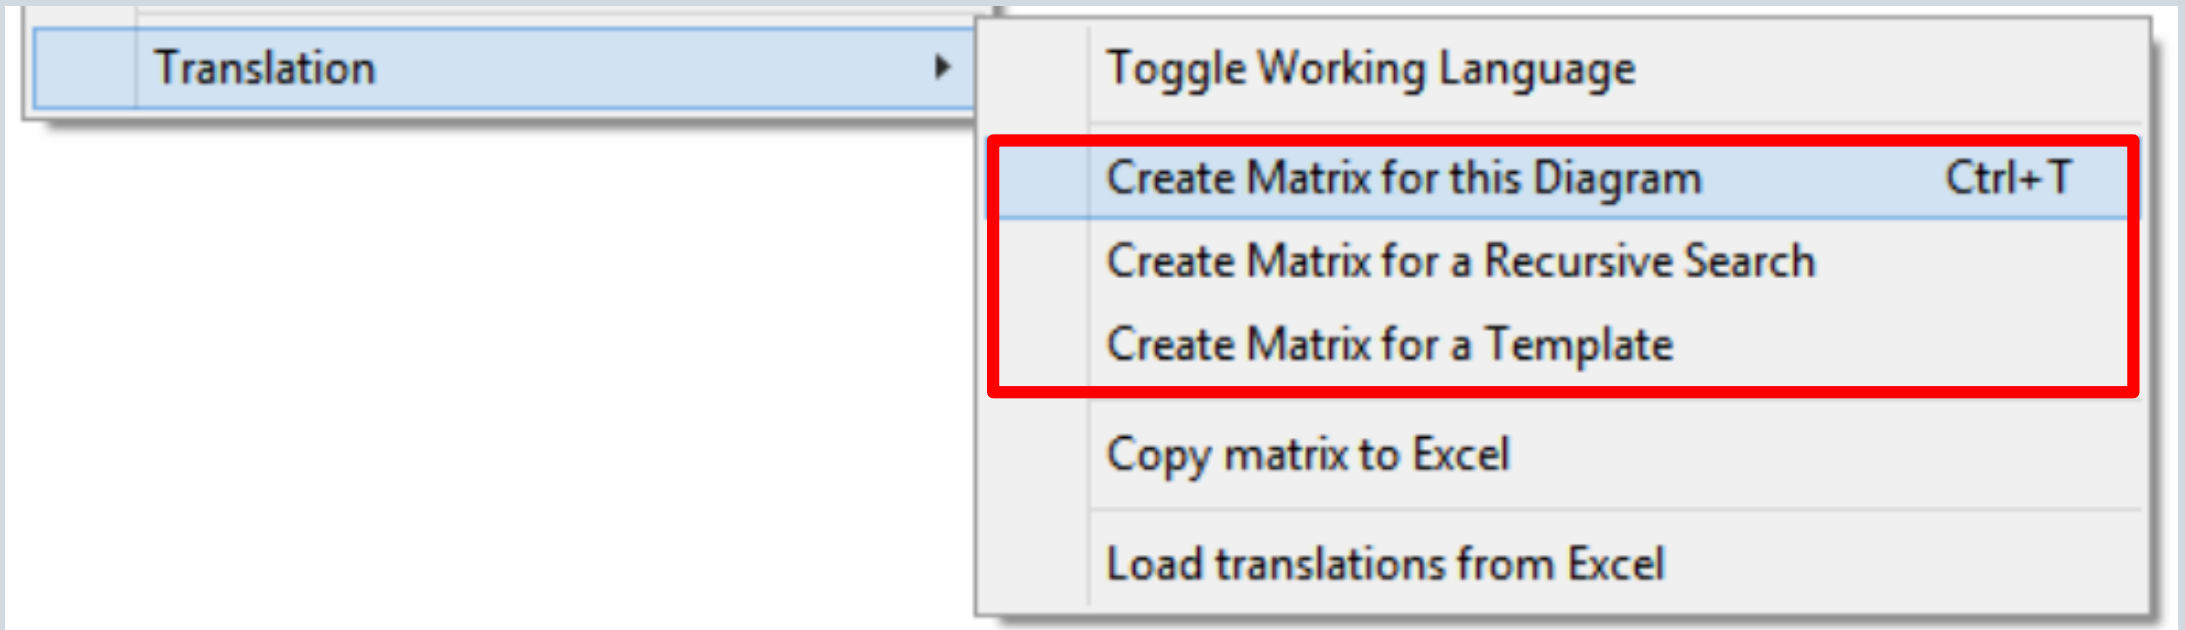 Translation
Toggle Working Language
Create Matrix for this Diagram Ctrl+T
Create Matrix for a Recursive Search
Create Matrix for a Template
Copy matrix to Excel
Load translations from Excel